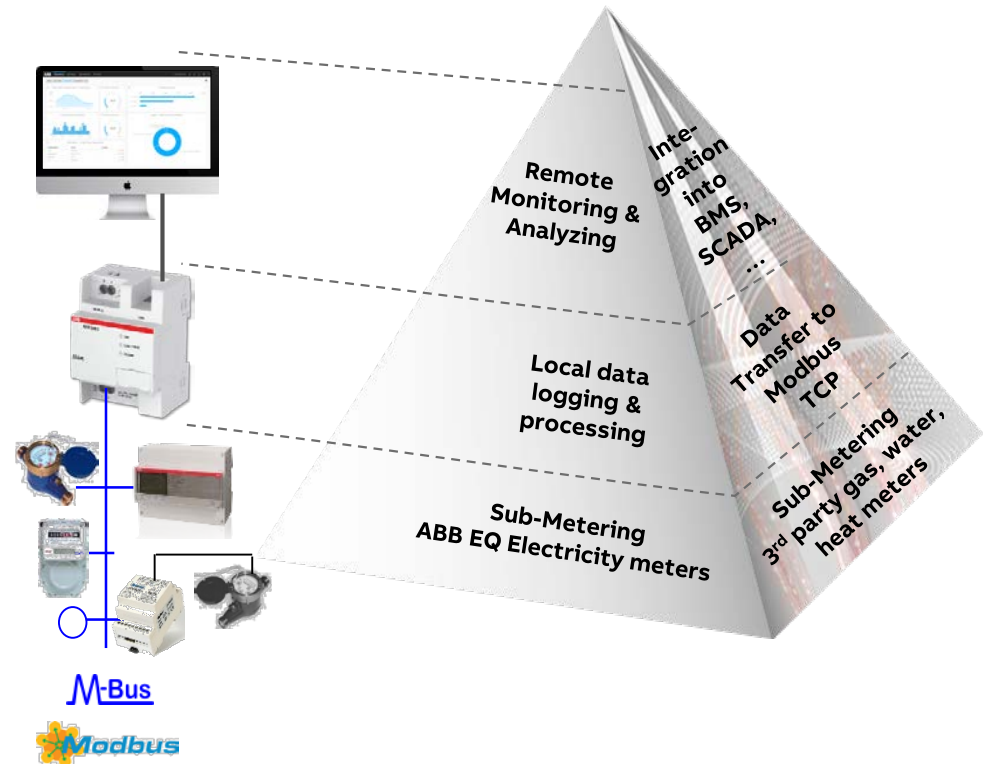 Remote
Monitoring &
Analyzing
Inte-
gration
into
BMS,
SCADA,
...
Local data
logging &
processing
Data
Transfer to
Modbus
TCP
Sub-Metering
ABB EQ Electricity meters
Sub-Metering
3rd party gas, water,
heat meters
M-Bus
Modbus